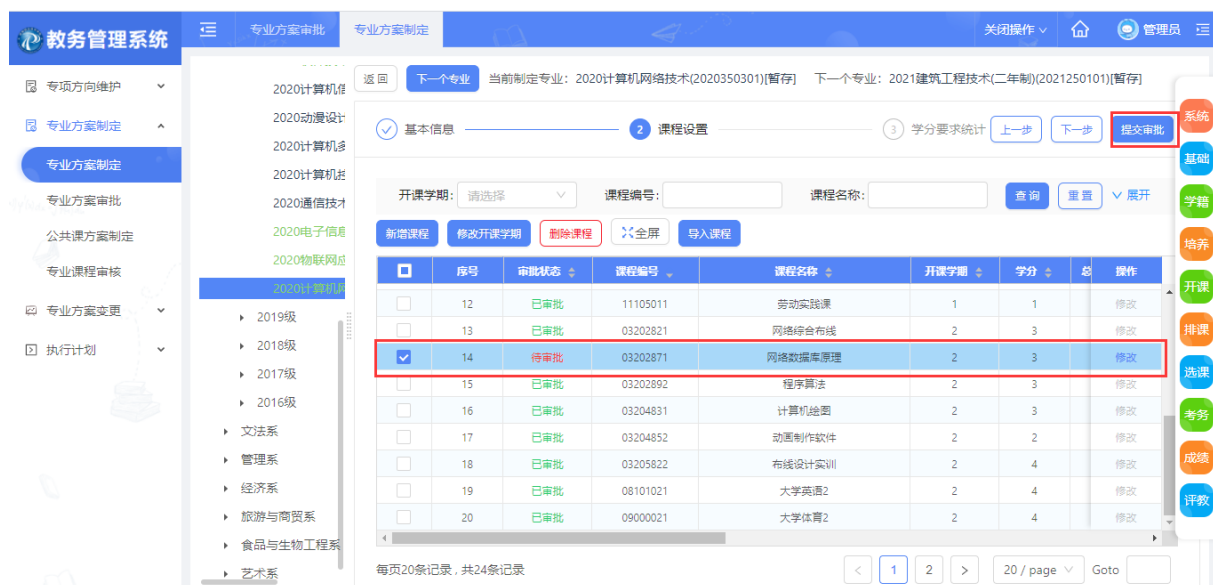 教务管理系统
专业方案审批 专业方案制定 关闭操作 管理员
专项方向维护
专业方案制定
专业方案制定
专业方案审批
公共课方案制定
专业课程审核
专业方案变更
执行计划
2020计算机信
2020动漫设计
2020计算机多
2020计算机控
2020通信技术
2020电子信息
2020物联网应
2020计算机网
2019级
2018级
2017级
2016级
文法系
管理系
经济系
旅游与商贸系
食品与生物工程系
艺术系
返回 下一个专业 当前制定专业：2020计算机网络技术(2020350301)[暂存] 下一个专业：2021建筑工程技术(二年制)(2021250101)[暂存]
基本信息 2 课程设置 3 学分要求统计 上一步 下一步 提交审批
开课学期: 请选择 课程编号: 课程名称: 查询 重置 展开
新增课程 修改开课学期 删除课程 全屏 导入课程
序号 审批状态 课程编号 课程名称 开课学期 学分 总 操作
12 已审批 11105011 劳动实践课 1 1 修改
13 已审批 03202821 网络综合布线 2 3 修改
14 待审批 03202871 网络数据库原理 2 3 修改
15 已审批 03202892 程序算法 2 3 修改
16 已审批 03204831 计算机绘图 2 3 修改
17 已审批 03204852 动画制作软件 2 2 修改
18 已审批 03205822 布线设计实训 2 4 修改
19 已审批 08101021 大学英语2 2 4 修改
20 已审批 09000021 大学体育2 2 4 修改
每页20条记录，共24条记录 < 1 2 > 20 / page Goto
系统
基础
学籍
培养
开课
排课
选课
考务
成绩
评教